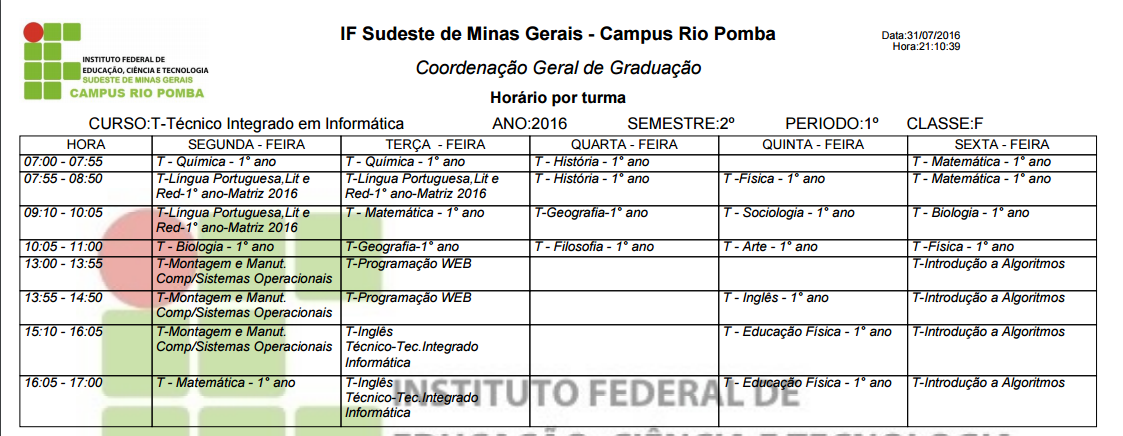 INSTITUTO FEDERAL DE
EDUCAÇÃO, CIÊNCIA E TECNOLOGIA
SUDESTE DE MINAS GERAIS
CAMPUS RIO POMBA
IF Sudeste de Minas Gerais - Campus Rio Pomba
Coordenação Geral de Graduação
Horário por turma
Data:31/07/2016
Hora:21:10:39
CURSO:T-Técnico Integrado em Informática ANO:2016 SEMESTRE:2º PERIODO:1º CLASSE:F
HORA SEGUNDA - FEIRA TERÇA - FEIRA QUARTA - FEIRA QUINTA - FEIRA SEXTA - FEIRA
07:00 - 07:55 T - Química - 1° ano T - Química - 1° ano T - História - 1° ano T - Matemática - 1° ano
07:55 - 08:50 T-Língua Portuguesa,Lit e T-Língua Portuguesa,Lit e T - História - 1° ano T -Física - 1° ano T - Matemática - 1° ano
Red-1° ano-Matriz 2016 Red-1° ano-Matriz 2016
09:10 - 10:05 T-Língua Portuguesa,Lit e T - Matemática - 1° ano T-Geografia-1° ano T - Sociologia - 1° ano T - Biologia - 1° ano
Red-1° ano-Matriz 2016
10:05 - 11:00 T - Biologia - 1° ano T-Geografia-1° ano T - Filosofia - 1° ano T - Arte - 1° ano T -Física - 1° ano
13:00 - 13:55 T-Montagem e Manut. T-Programação WEB T-Introdução a Algoritmos
Comp/Sistemas Operacionais
13:55 - 14:50 T-Montagem e Manut. T-Programação WEB T - Inglês - 1° ano T-Introdução a Algoritmos
Comp/Sistemas Operacionais
15:10 - 16:05 T-Montagem e Manut. T-Inglês T - Educação Física - 1° ano T-Introdução a Algoritmos
Comp/Sistemas Operacionais Técnico-Tec.Integrado
Informática
16:05 - 17:00 T - Matemática - 1° ano T-Inglês T - Educação Física - 1° ano T-Introdução a Algoritmos
Técnico-Tec.Integrado
Informática
INSTITUTO FEDERAL DE
EDUCAÇÃO, CIÊNCIA E TECNOLOGIA